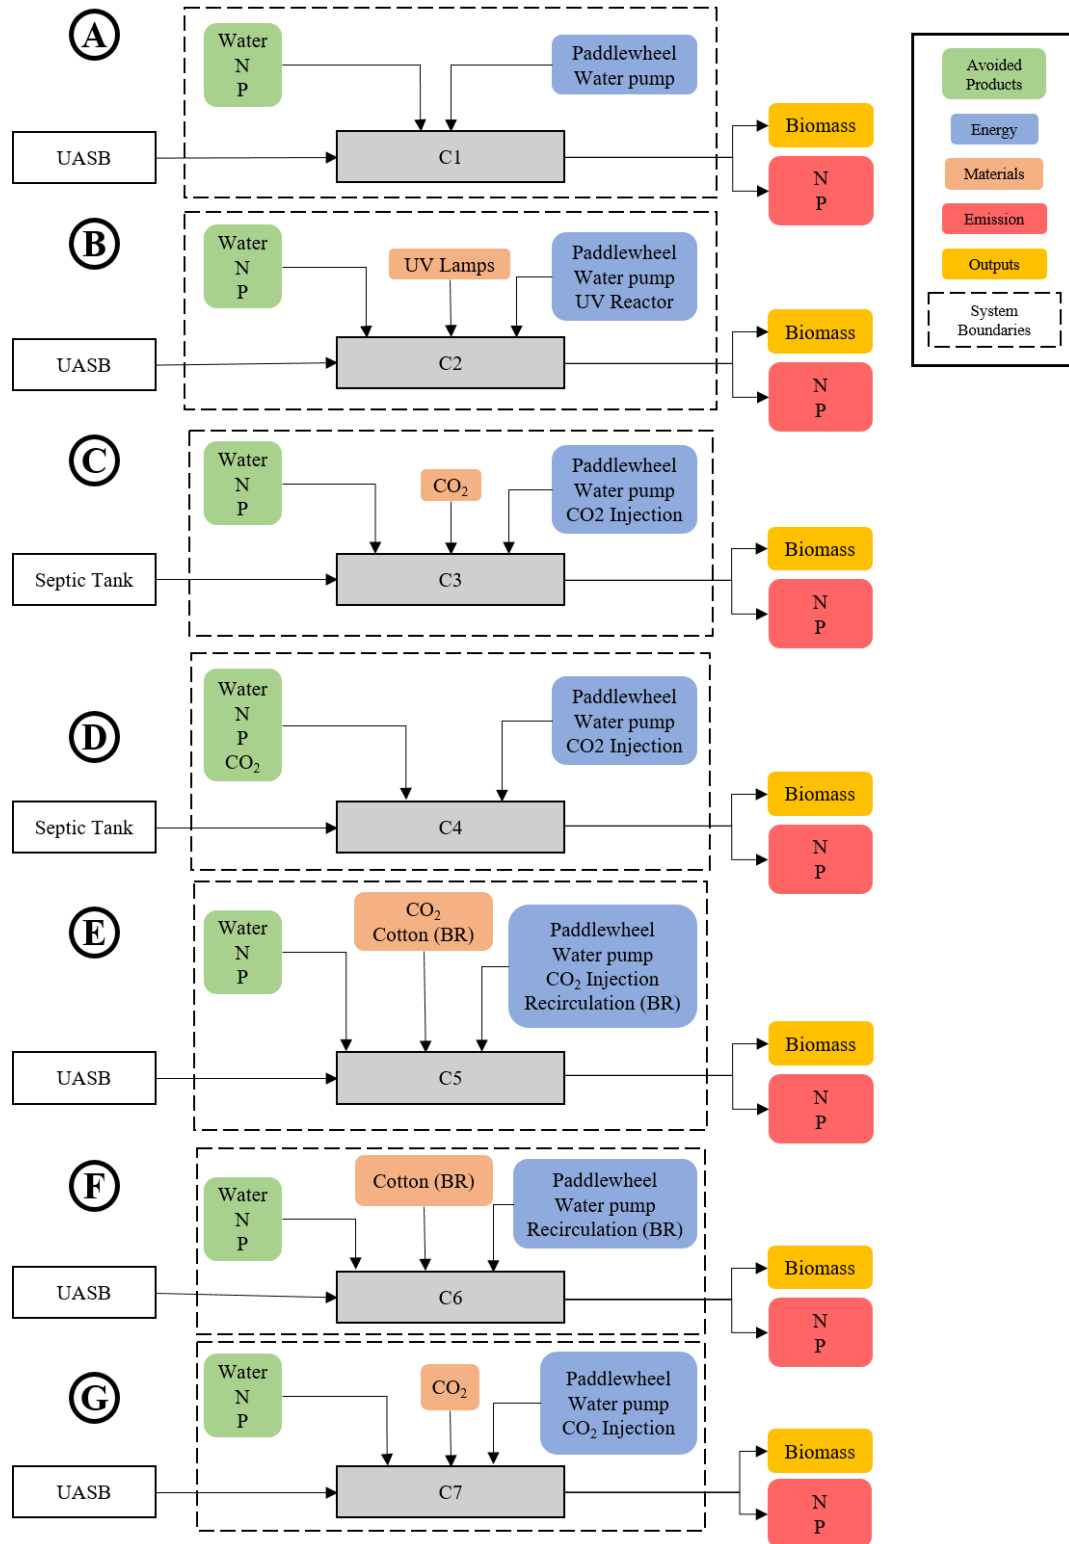 A
Water
N
P
Paddlewheel
Water pump
UASB
C1
Biomass
N
P
B
Water
N
P
UV Lamps
Paddlewheel
Water pump
UV Reactor
UASB
C2
Biomass
N
P
C
Water
N
P
CO₂
Paddlewheel
Water pump
CO2 Injection
Septic Tank
C3
Biomass
N
P
D
Water
N
P
CO₂
Paddlewheel
Water pump
CO2 Injection
Septic Tank
C4
Biomass
N
P
E
Water
N
P
CO₂
Cotton (BR)
Paddlewheel
Water pump
CO₂ Injection
Recirculation (BR)
UASB
C5
Biomass
N
P
F
Water
N
P
Cotton (BR)
Paddlewheel
Water pump
Recirculation (BR)
UASB
C6
Biomass
N
P
G
Water
N
P
CO₂
Paddlewheel
Water pump
CO₂ Injection
UASB
C7
Biomass
N
P
Avoided
Products
Energy
Materials
Emission
Outputs
System
Boundaries